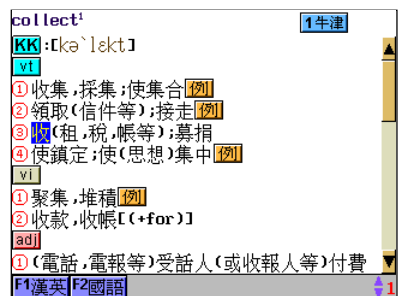 collect¹ 1牛津
KK:[kə`lɛkt]
vt
①收集,採集;使集合例
②領取(信件等);接走例
③收(租,稅,帳等);募捐
④使鎮定;使(思想)集中例
vi
①聚集,堆積例
②收款,收帳[(+for)]
adj
①(電話,電報等)受話人(或收報人等)付費
F1漢英 F2國語 1